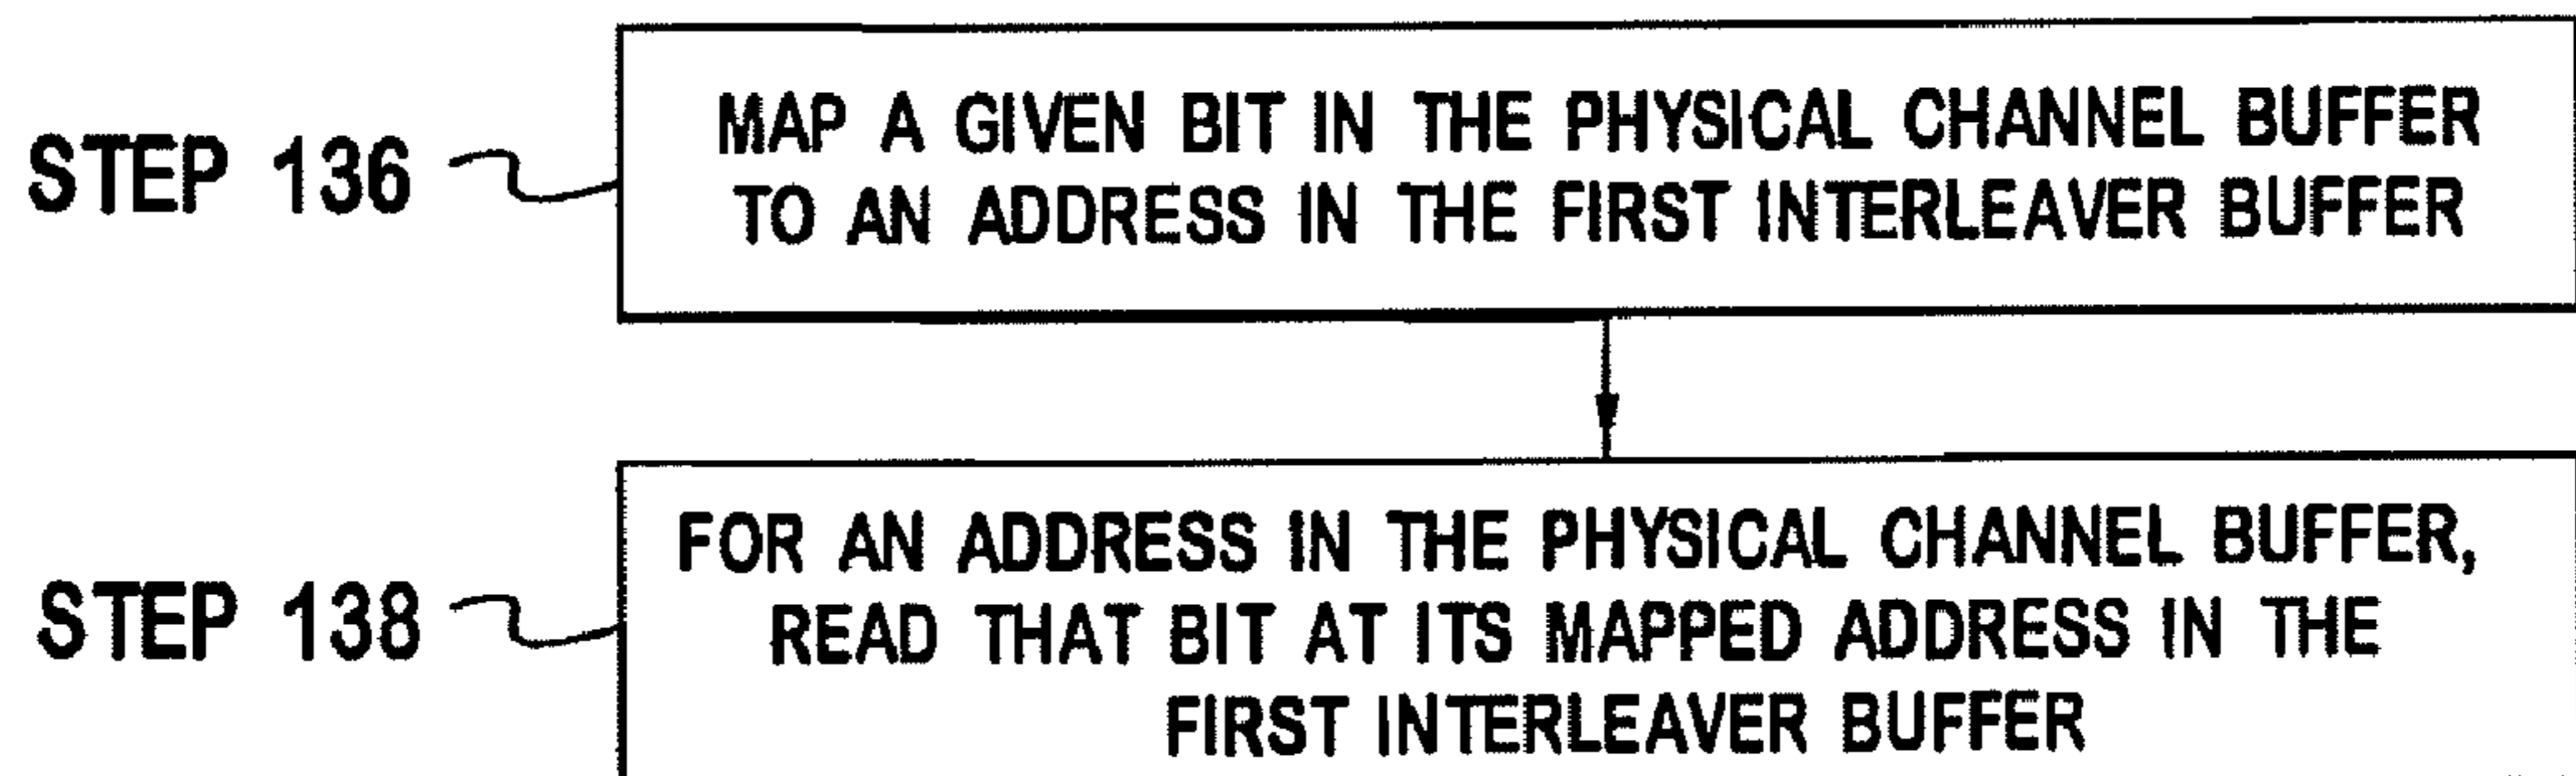 STEP 136
MAP A GIVEN BIT IN THE PHYSICAL CHANNEL BUFFER
TO AN ADDRESS IN THE FIRST INTERLEAVER BUFFER
STEP 138
FOR AN ADDRESS IN THE PHYSICAL CHANNEL BUFFER,
READ THAT BIT AT ITS MAPPED ADDRESS IN THE
FIRST INTERLEAVER BUFFER